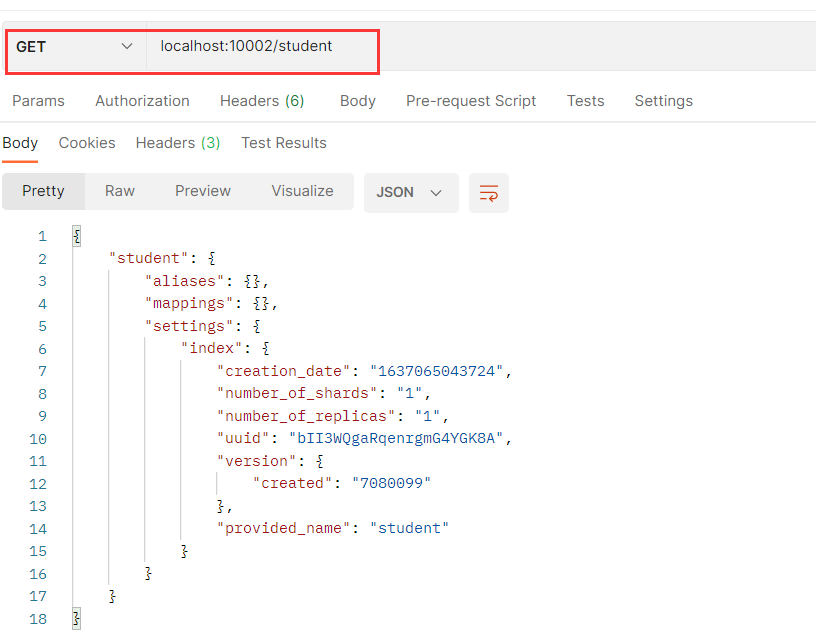 GET localhost:10002/student
Params Authorization Headers (6) Body Pre-request Script Tests Settings
Body Cookies Headers (3) Test Results
Pretty Raw Preview Visualize JSON
1 {
2 "student": {
3 "aliases": {},
4 "mappings": {},
5 "settings": {
6 "index": {
7 "creation_date": "1637065043724",
8 "number_of_shards": "1",
9 "number_of_replicas": "1",
10 "uuid": "bII3WQgaRqenrgmG4YGK8A",
11 "version": {
12 "created": "7080099"
13 },
14 "provided_name": "student"
15 }
16 }
17 }
18 }